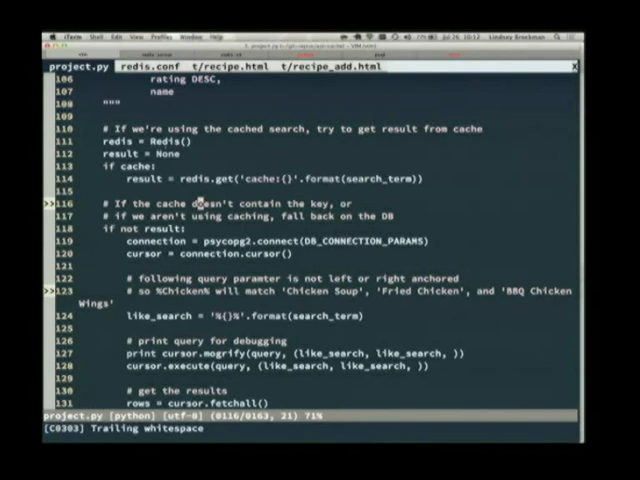 iTerm Shell Edit View Profiles Window Help Jul 26 10:12 Lindsey Brockman
project.py redis.conf t/recipe.html t/recipe_add.html X
106 rating DESC,
107 name
108 """
109
110 # If we're using the cached search, try to get result from cache
111 redis = Redis()
112 result = None
113 if cache:
114 result = redis.get('cache:{}'.format(search_term))
115
>>116 # If the cache doesn't contain the key, or
117 # if we aren't using caching, fall back on the DB
118 if not result:
119 connection = psycopg2.connect(DB_CONNECTION_PARAMS)
120 cursor = connection.cursor()
121
122 # following query paramter is not left or right anchored
>>123 # so %Chicken% will match 'Chicken Soup', 'Fried Chicken', and 'BBQ Chicken
Wings'
124 like_search = '%{}%'.format(search_term)
125
126 # print query for debugging
127 print cursor.mogrify(query, (like_search, like_search, ))
128 cursor.execute(query, (like_search, like_search, ))
129
130 # get the results
131 rows = cursor.fetchall()
project.py [python] [utf-8] (0116/0163, 21) 71%
[C0303] Trailing whitespace